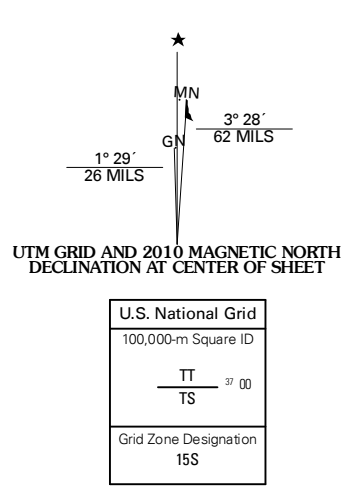 ★
MN
GN
3° 28´
62 MILS
1° 29´
26 MILS
UTM GRID AND 2010 MAGNETIC NORTH
DECLINATION AT CENTER OF SHEET
U.S. National Grid
100,000-m Square ID
TT
TS
37 00
Grid Zone Designation
15S